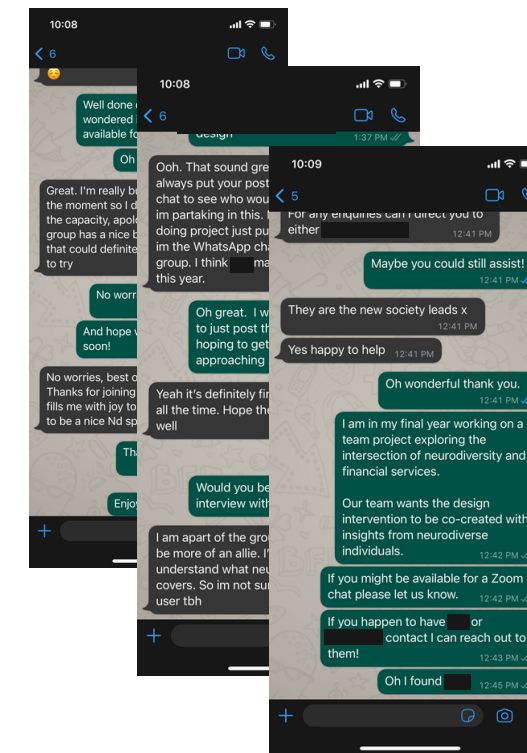 10:08
6
Well done
wondered
available fo
Oh
Great. I'm really bu
the moment so I d
the capacity, apol
group has a nice b
that could definite
to try
No worr
And hope
soon!
No worries, best o
Thanks for joining
fills me with joy to
to be a nice Nd sp
Th
Enjoy
10:08
6
design
1:37 PM
Ooh. That sound gre
always put your post
chat to see who wou
im partaking in this. I
doing project just pu
im the WhatsApp cha
group. I think ma
this year.
Oh great. I w
to just post th
hoping to get
approaching
Yeah it's definitely fin
all the time. Hope the
well
Would you be
interview with
I am apart of the grou
be more of an allie. I'
understand what neu
covers. So im not su
user tbh
10:09
5
For any enquiries can I direct you to
either
12:41 PM
Maybe you could still assist!
12:41 PM
They are the new society leads x
12:41 PM
Yes happy to help 12:41 PM
Oh wonderful thank you.
12:41 PM
I am in my final year working on a
team project exploring the
intersection of neurodiversity and
financial services.
Our team wants the design
intervention to be co-created with
insights from neurodiverse
individuals. 12:42 PM
If you might be available for a Zoom
chat please let us know. 12:42 PM
If you happen to have or
contact I can reach out to
them! 12:43 PM
Oh I found 12:45 PM